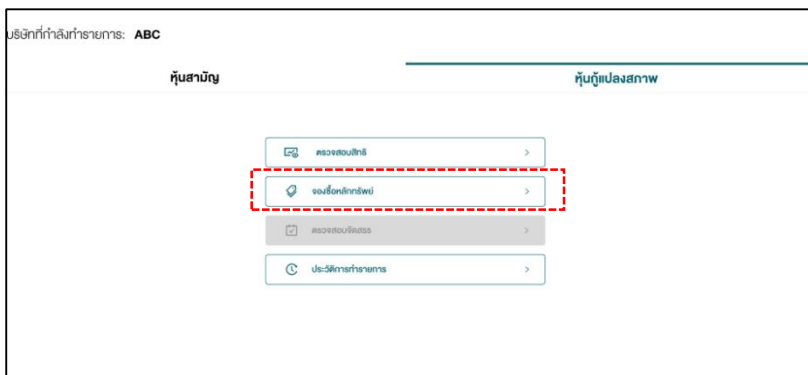 บริษัทที่กำลังทำรายการ: ABC
หุ้นสามัญ
หุ้นกู้แปลงสภาพ
ตรวจสอบสิทธิ
จองซื้อหลักทรัพย์
ตรวจสอบจัดสรร
ประวัติการทำรายการ